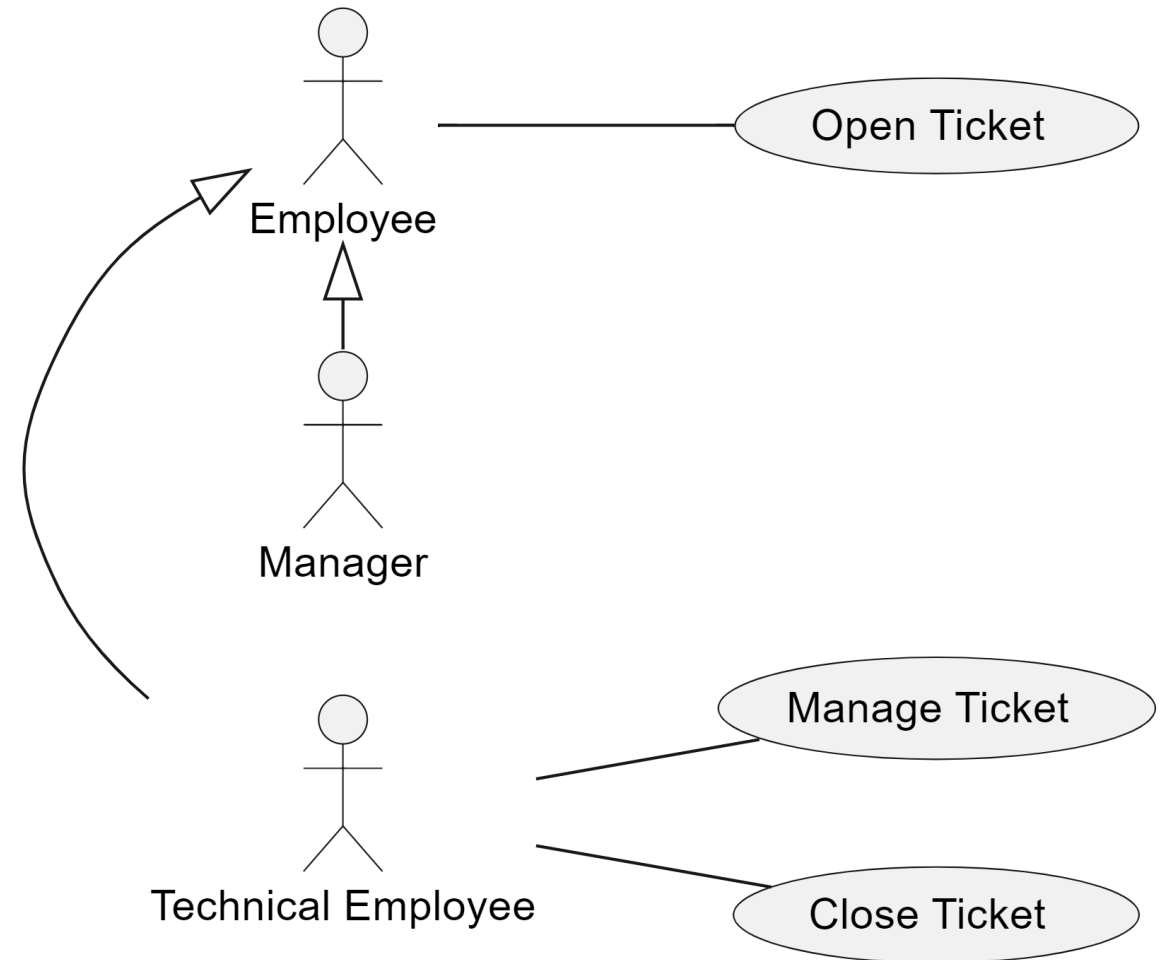 Open Ticket
Employee
Manager
Manage Ticket
Technical Employee
Close Ticket